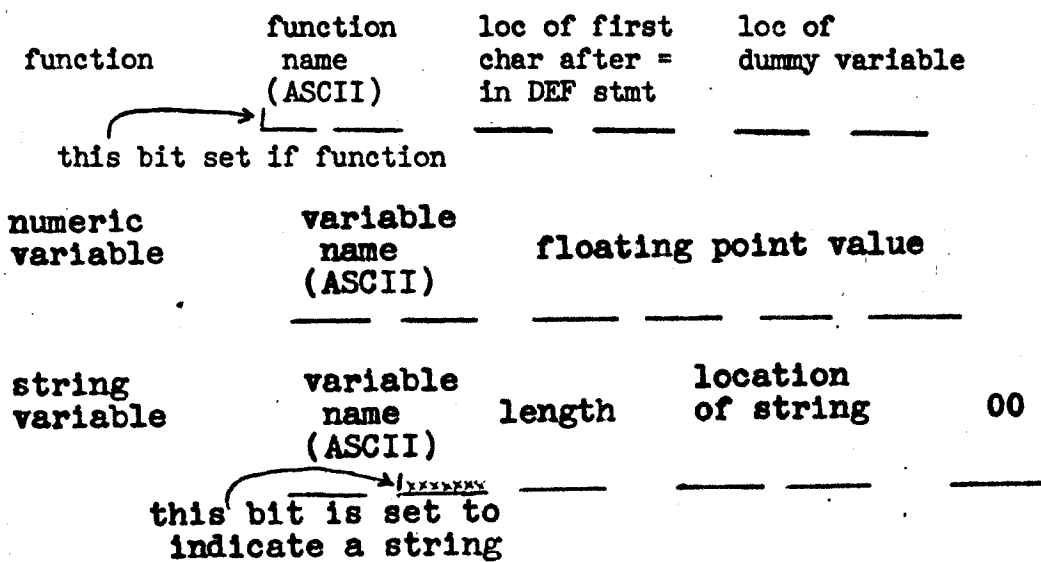 function
function
name
(ASCII)
loc of first
char after =
in DEF stmt
loc of
dummy variable
this bit set if function
numeric
variable
variable
name
(ASCII)
floating point value
string
variable
variable
name
(ASCII)
length
location
of string
00
1xxxxxxx
this bit is set to
indicate a string